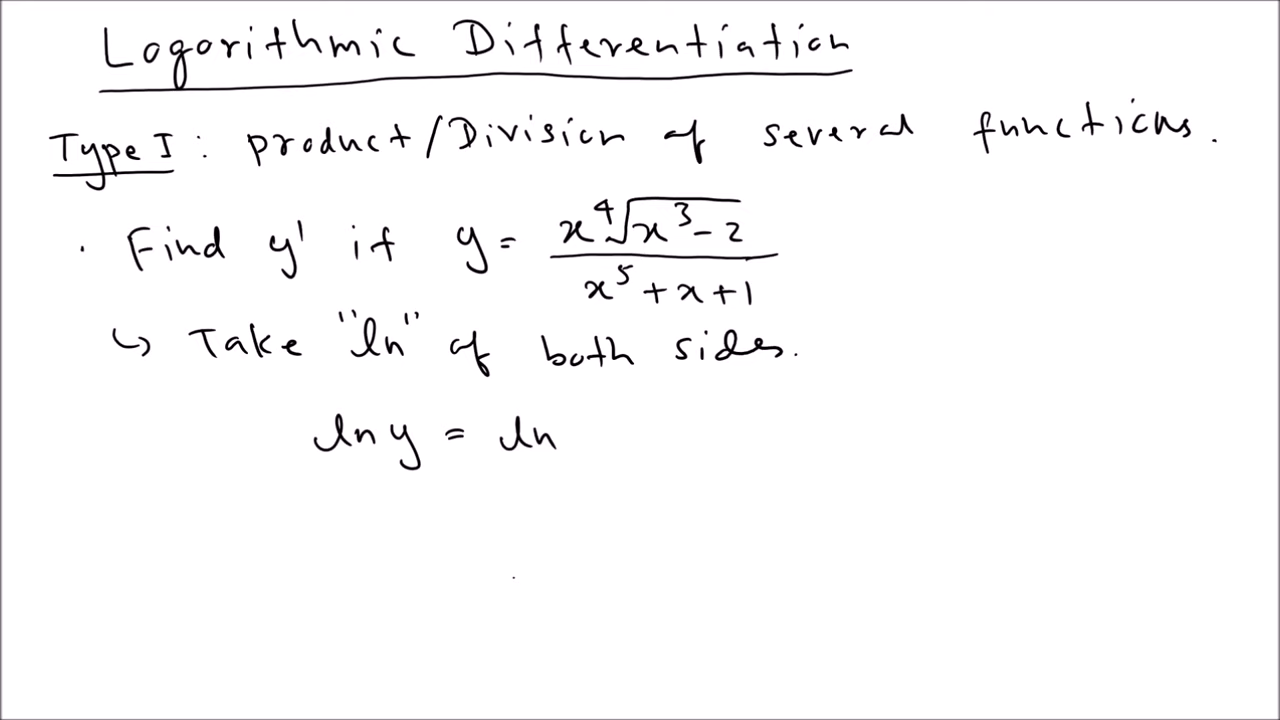 Logorithmic Differentiation
Type I : product/Division of several functions.
· Find y' if y = x⁴√(x³-2) / (x⁵+x+1)
↳ Take "ln" of both sides.
ln y = ln